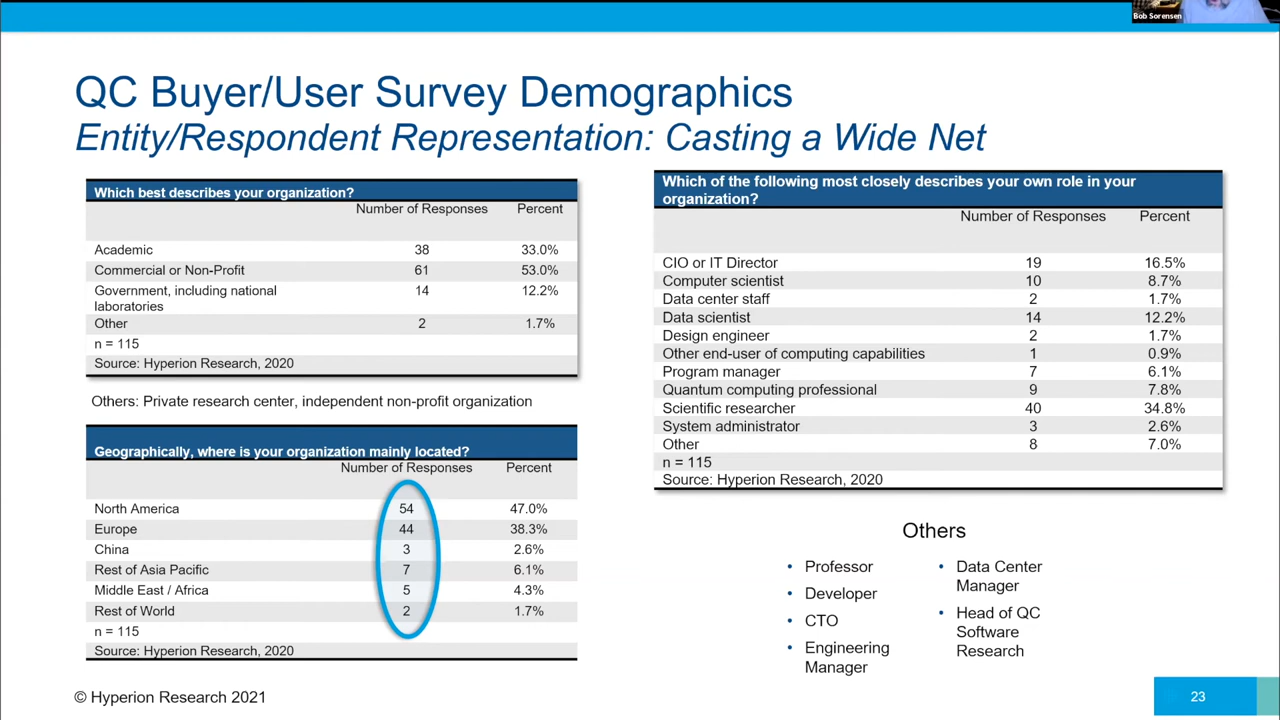 Bob Sorensen
QC Buyer/User Survey Demographics
Entity/Respondent Representation: Casting a Wide Net
Which best describes your organization?
Number of Responses Percent
Academic 38 33.0%
Commercial or Non-Profit 61 53.0%
Government, including national 14 12.2%
laboratories
Other 2 1.7%
n = 115
Source: Hyperion Research, 2020
Others: Private research center, independent non-profit organization
Geographically, where is your organization mainly located?
Number of Responses Percent
North America 54 47.0%
Europe 44 38.3%
China 3 2.6%
Rest of Asia Pacific 7 6.1%
Middle East / Africa 5 4.3%
Rest of World 2 1.7%
n = 115
Source: Hyperion Research, 2020
Which of the following most closely describes your own role in your
organization?
Number of Responses Percent
CIO or IT Director 19 16.5%
Computer scientist 10 8.7%
Data center staff 2 1.7%
Data scientist 14 12.2%
Design engineer 2 1.7%
Other end-user of computing capabilities 1 0.9%
Program manager 7 6.1%
Quantum computing professional 9 7.8%
Scientific researcher 40 34.8%
System administrator 3 2.6%
Other 8 7.0%
n = 115
Source: Hyperion Research, 2020
Others
• Professor
• Developer
• CTO
• Engineering
Manager
• Data Center
Manager
• Head of QC
Software
Research
© Hyperion Research 2021
23